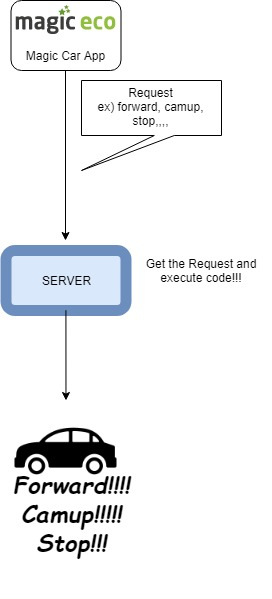 magic eco
Magic Car App
Request
ex) forward, camup,
stop,,,,
SERVER
Get the Request and
execute code!!!
Forward!!!!
Camup!!!!!
Stop!!!